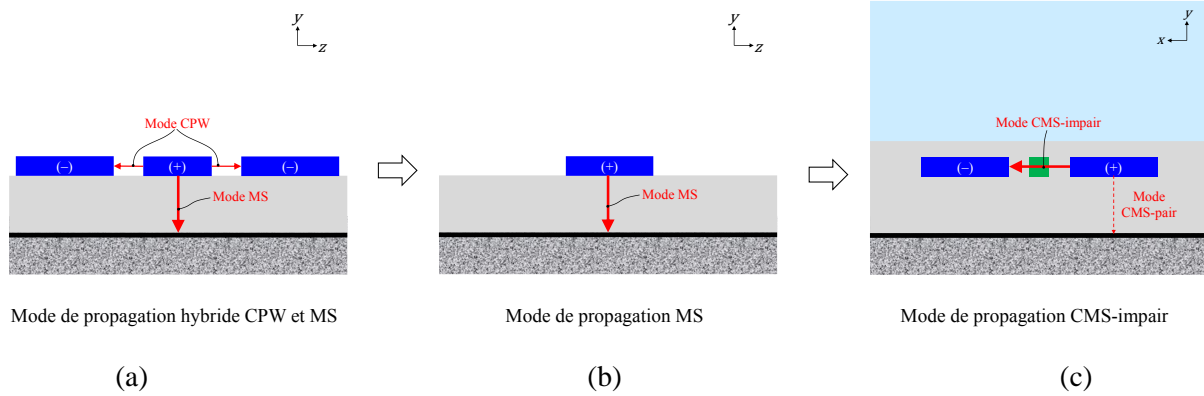 y
z
Mode CPW
(–)
(+)
(–)
Mode MS
Mode de propagation hybride CPW et MS
(a)
y
z
(+)
Mode MS
Mode de propagation MS
(b)
y
x
Mode CMS-impair
(–)
(+)
Mode
CMS-pair
Mode de propagation CMS-impair
(c)